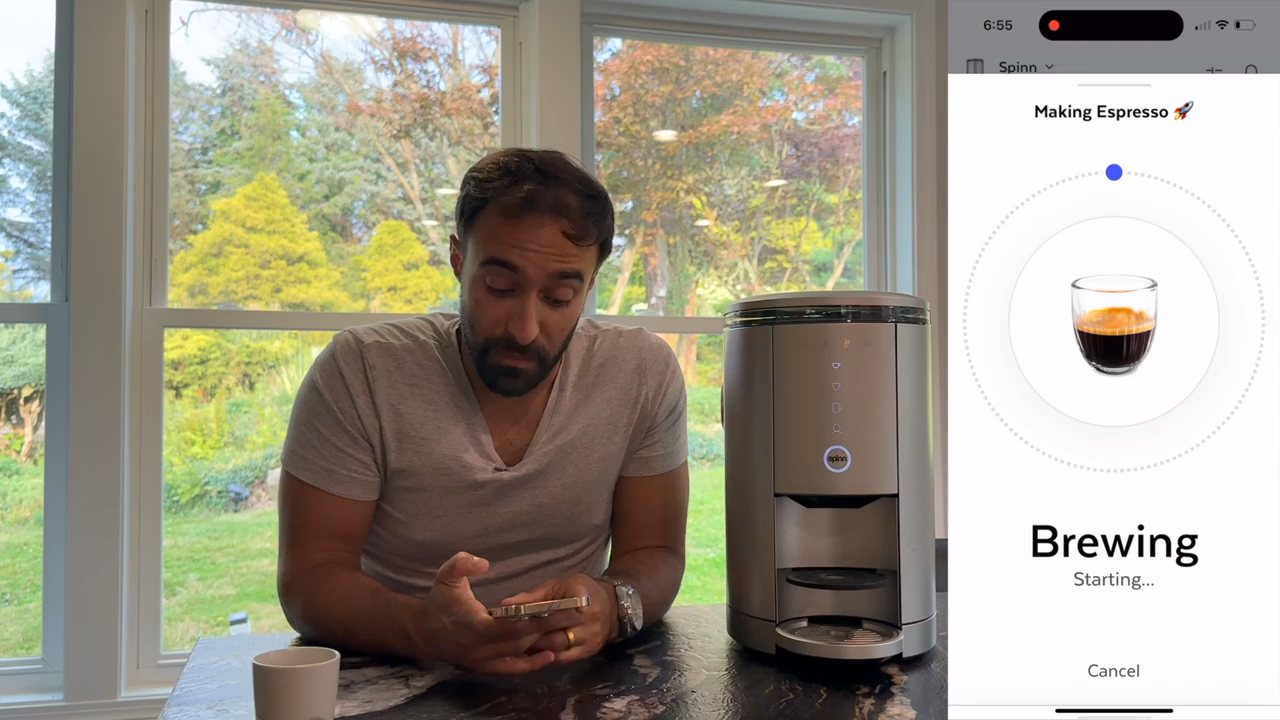 spinn
6:55
Spinn
Making Espresso 🚀
Brewing
Starting...
Cancel